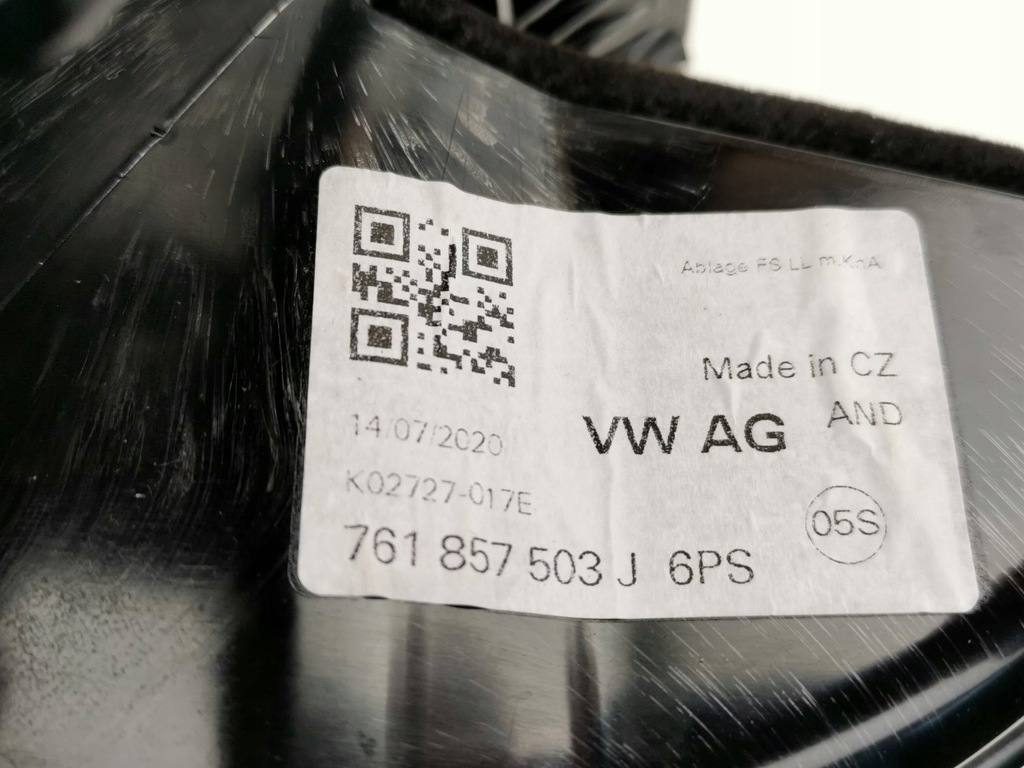 Ablage FS LL m.KnA
Made in CZ
VW AG AND
14/07/2020
K02727-017E
05S
761 857 503 J 6PS